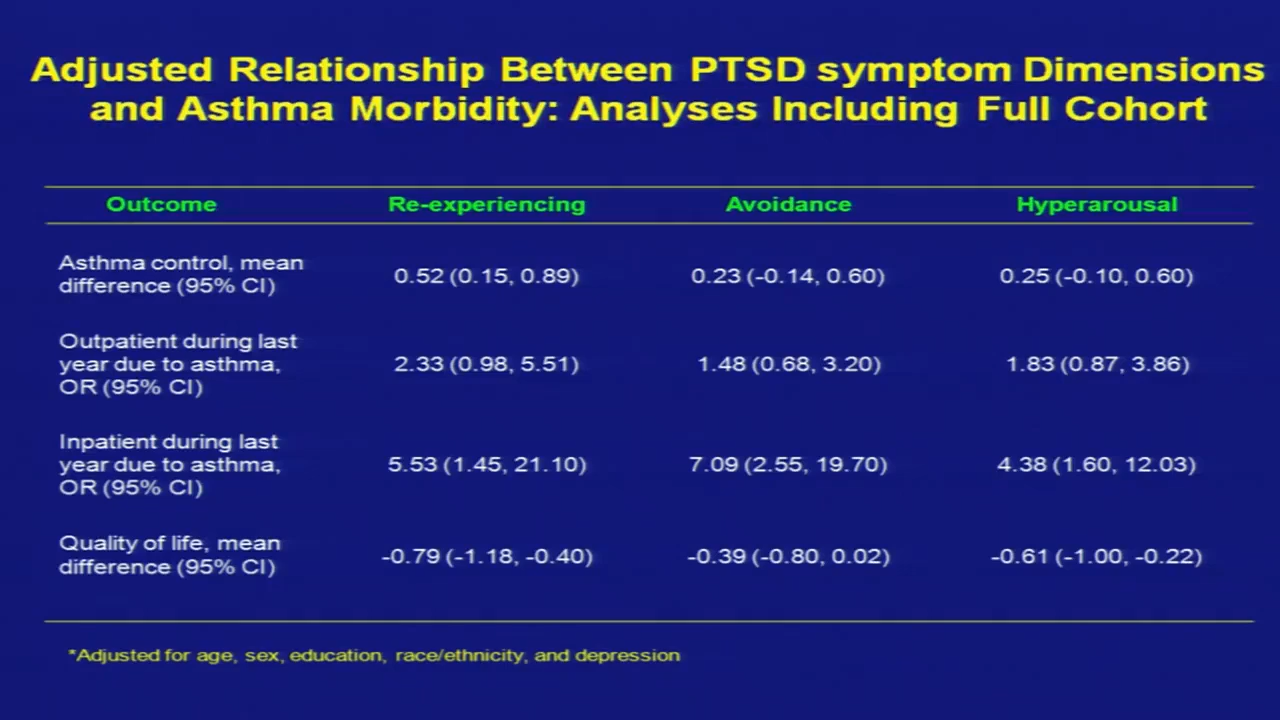 Adjusted Relationship Between PTSD symptom Dimensions
and Asthma Morbidity: Analyses Including Full Cohort
Outcome Re-experiencing Avoidance Hyperarousal
Asthma control, mean
difference (95% CI)
0.52 (0.15, 0.89) 0.23 (-0.14, 0.60) 0.25 (-0.10, 0.60)
Outpatient during last
year due to asthma,
OR (95% CI)
2.33 (0.98, 5.51) 1.48 (0.68, 3.20) 1.83 (0.87, 3.86)
Inpatient during last
year due to asthma,
OR (95% CI)
5.53 (1.45, 21.10) 7.09 (2.55, 19.70) 4.38 (1.60, 12.03)
Quality of life, mean
difference (95% CI)
-0.79 (-1.18, -0.40) -0.39 (-0.80, 0.02) -0.61 (-1.00, -0.22)
*Adjusted for age, sex, education, race/ethnicity, and depression